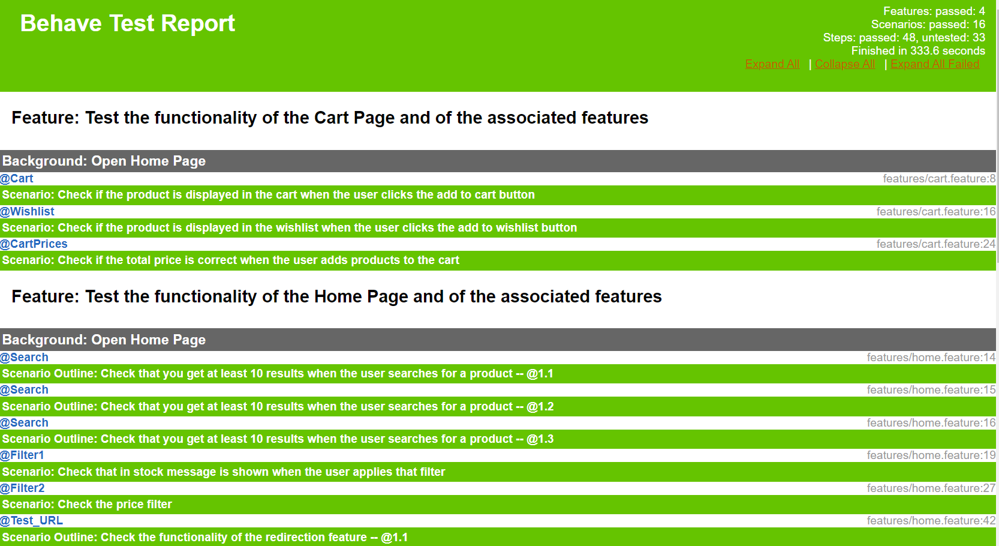 Behave Test Report
Features: passed: 4
Scenarios: passed: 16
Steps: passed: 48, untested: 33
Finished in 333.6 seconds
Expand All | Collapse All | Expand All Failed
Feature: Test the functionality of the Cart Page and of the associated features
Background: Open Home Page
@Cart features/cart.feature:8
Scenario: Check if the product is displayed in the cart when the user clicks the add to cart button
@Wishlist features/cart.feature:16
Scenario: Check if the product is displayed in the wishlist when the user clicks the add to wishlist button
@CartPrices features/cart.feature:24
Scenario: Check if the total price is correct when the user adds products to the cart
Feature: Test the functionality of the Home Page and of the associated features
Background: Open Home Page
@Search features/home.feature:14
Scenario Outline: Check that you get at least 10 results when the user searches for a product -- @1.1
@Search features/home.feature:15
Scenario Outline: Check that you get at least 10 results when the user searches for a product -- @1.2
@Search features/home.feature:16
Scenario Outline: Check that you get at least 10 results when the user searches for a product -- @1.3
@Filter1 features/home.feature:19
Scenario: Check that in stock message is shown when the user applies that filter
@Filter2 features/home.feature:27
Scenario: Check the price filter
@Test_URL features/home.feature:42
Scenario Outline: Check the functionality of the redirection feature -- @1.1